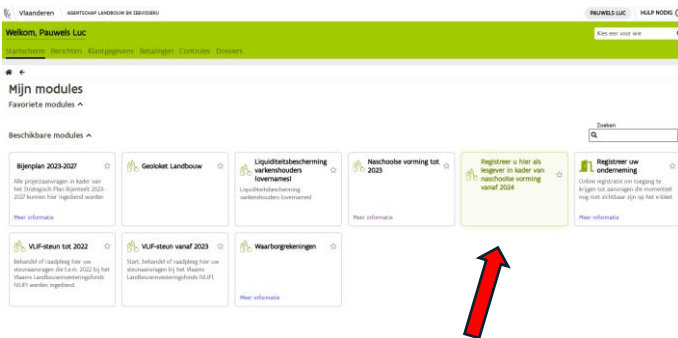 Vlaanderen AGENTSCHAP LANDBOUW EN ZEEVISSERIJ PAUWELS LUC HULP NODIG
Welkom, Pauwels Luc Kies een voor wie
Startscherm Berichten Klantgegevens Betalingen Controles Dossiers
Mijn modules
Favoriete modules
Zoeken
Beschikbare modules
Bijenplan 2023-2027
Alle projectaanvragen in kader van
het Strategisch Plan Bijenteelt 2023-
2027 kunnen hier ingediend worden
Meer informatie
Geoloket Landbouw
Liquiditeitsbescherming
varkenshouders
(overnames)
Liquiditeitsbescherming
varkenshouders (overnames)
Naschoolse vorming tot
2023
Meer informatie
Registreer u hier als
lesgever in kader van
naschoolse vorming
vanaf 2024
Registreer uw
onderneming
Online registratie om toegang te
krijgen tot aanvragen die momenteel
nog niet zichtbaar zijn op het e-loket
Meer informatie
VLIF-steun tot 2022
Behandel of raadpleeg hier uw
steunaanvragen die t.e.m. 2022 bij het
Vlaams Landbouwinvesteringsfonds
(VLIF) werden ingediend.
VLIF-steun vanaf 2023
Start, behandel of raadpleeg hier uw
steunaanvragen bij het Vlaams
Landbouwinvesteringsfonds (VLIF).
Waarborgrekeningen
Meer informatie